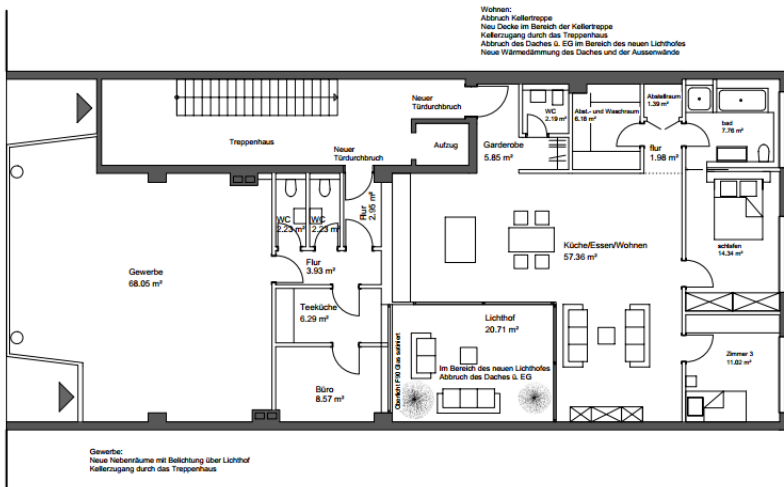 Wohnen:
Abbruch Kellertreppe
Neu Decke im Bereich der Kellertreppe
Kellerzugang durch das Treppenhaus
Abbruch des Daches ü. EG im Bereich des neuen Lichthofes
Neue Wärmedämmung des Daches und der Aussenwände
Neuer
Türdurchbruch
WC
2.19 m²
Abst.- und Waschraum
6.18 m²
Abstellraum
1.39 m²
bad
7.76 m²
Treppenhaus
Neuer
Türdurchbruch
Aufzug
Garderobe
5.85 m²
flur
1.98 m²
WC
2.23 m²
WC
2.23 m²
Flur
2.95 m²
Küche/Essen/Wohnen
57.36 m²
schlafen
14.34 m²
Gewerbe
68.05 m²
Flur
3.93 m²
Teeküche
6.29 m²
Lichthof
20.71 m²
Oberlicht F90 Glas satiniert
Im Bereich des neuen Lichthofes
Abbruch des Daches ü. EG
Zimmer 3
11.02 m²
Büro
8.57 m²
Gewerbe:
Neue Nebenräume mit Belichtung über Lichthof
Kellerzugang durch das Treppenhaus